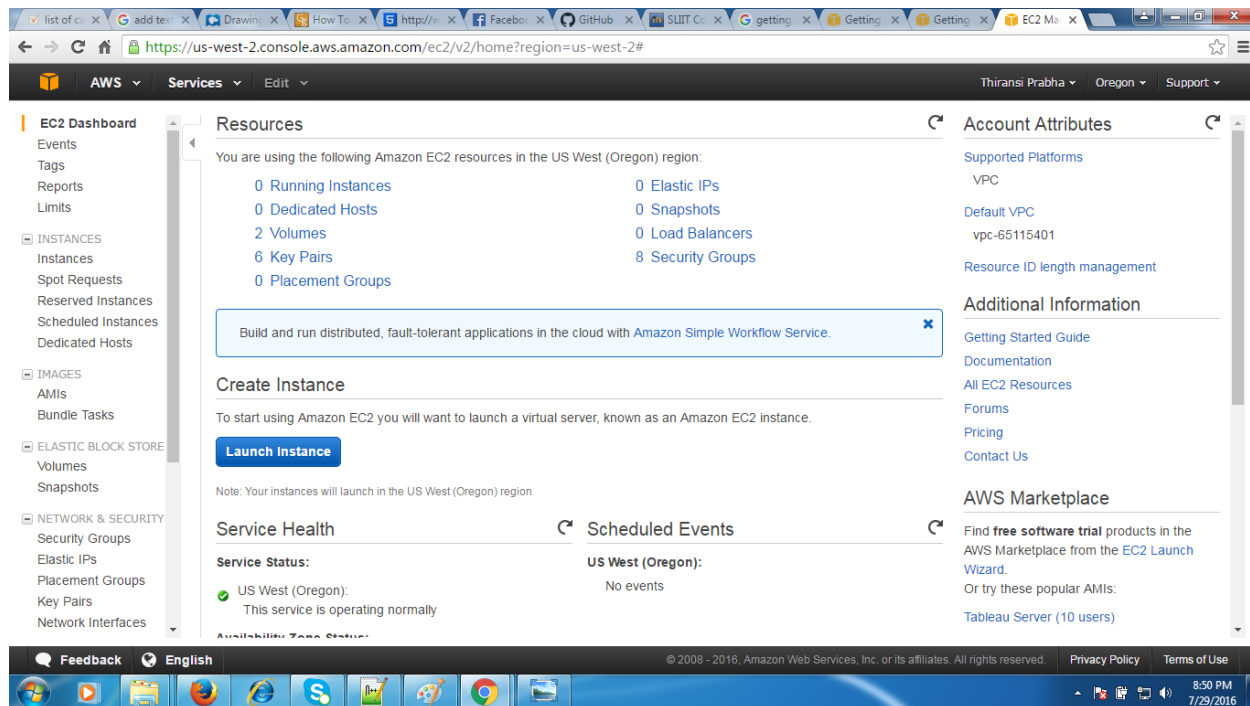 list of ca
G add tex
Drawing
How To
http://w
Faceboo
GitHub
SLIIT Co
getting
Getting
Getting
EC2 Ma
https://us-west-2.console.aws.amazon.com/ec2/v2/home?region=us-west-2#
AWS Services Edit Thiransi Prabha Oregon Support
EC2 Dashboard
Events
Tags
Reports
Limits
INSTANCES
Instances
Spot Requests
Reserved Instances
Scheduled Instances
Dedicated Hosts
IMAGES
AMIs
Bundle Tasks
ELASTIC BLOCK STORE
Volumes
Snapshots
NETWORK & SECURITY
Security Groups
Elastic IPs
Placement Groups
Key Pairs
Network Interfaces
Resources
You are using the following Amazon EC2 resources in the US West (Oregon) region:
0 Running Instances 0 Elastic IPs
0 Dedicated Hosts 0 Snapshots
2 Volumes 0 Load Balancers
6 Key Pairs 8 Security Groups
0 Placement Groups
Build and run distributed, fault-tolerant applications in the cloud with Amazon Simple Workflow Service.
Create Instance
To start using Amazon EC2 you will want to launch a virtual server, known as an Amazon EC2 instance.
Launch Instance
Note: Your instances will launch in the US West (Oregon) region
Service Health
Service Status:
US West (Oregon):
This service is operating normally
Availability Zone Status:
Scheduled Events
US West (Oregon):
No events
Account Attributes
Supported Platforms
VPC
Default VPC
vpc-65115401
Resource ID length management
Additional Information
Getting Started Guide
Documentation
All EC2 Resources
Forums
Pricing
Contact Us
AWS Marketplace
Find free software trial products in the
AWS Marketplace from the EC2 Launch
Wizard.
Or try these popular AMIs:
Tableau Server (10 users)
Feedback English © 2008 - 2016, Amazon Web Services, Inc. or its affiliates. All rights reserved. Privacy Policy Terms of Use
8:50 PM
7/29/2016